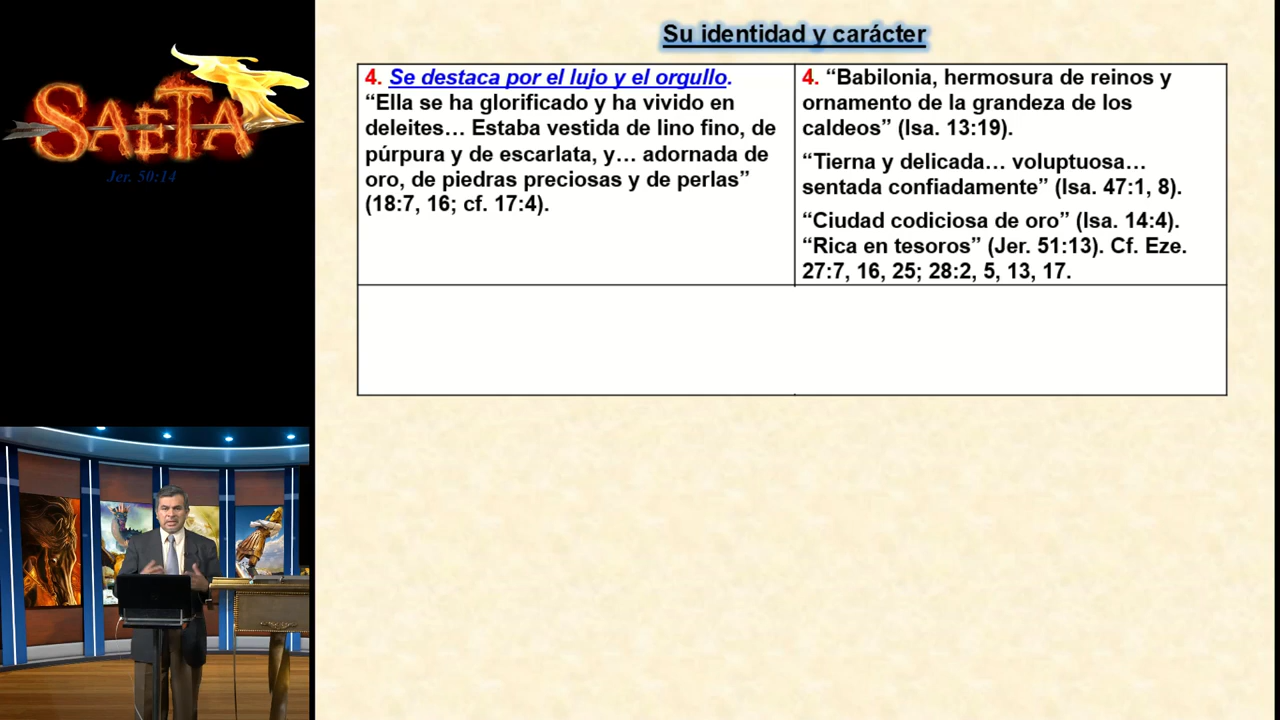 SAETA
Jer. 50:14
Su identidad y carácter
4. Se destaca por el lujo y el orgullo.
“Ella se ha glorificado y ha vivido en
deleites… Estaba vestida de lino fino, de
púrpura y de escarlata, y… adornada de
oro, de piedras preciosas y de perlas”
(18:7, 16; cf. 17:4).
4. “Babilonia, hermosura de reinos y
ornamento de la grandeza de los
caldeos” (Isa. 13:19).
“Tierna y delicada… voluptuosa…
sentada confiadamente” (Isa. 47:1, 8).
“Ciudad codiciosa de oro” (Isa. 14:4).
“Rica en tesoros” (Jer. 51:13). Cf. Eze.
27:7, 16, 25; 28:2, 5, 13, 17.